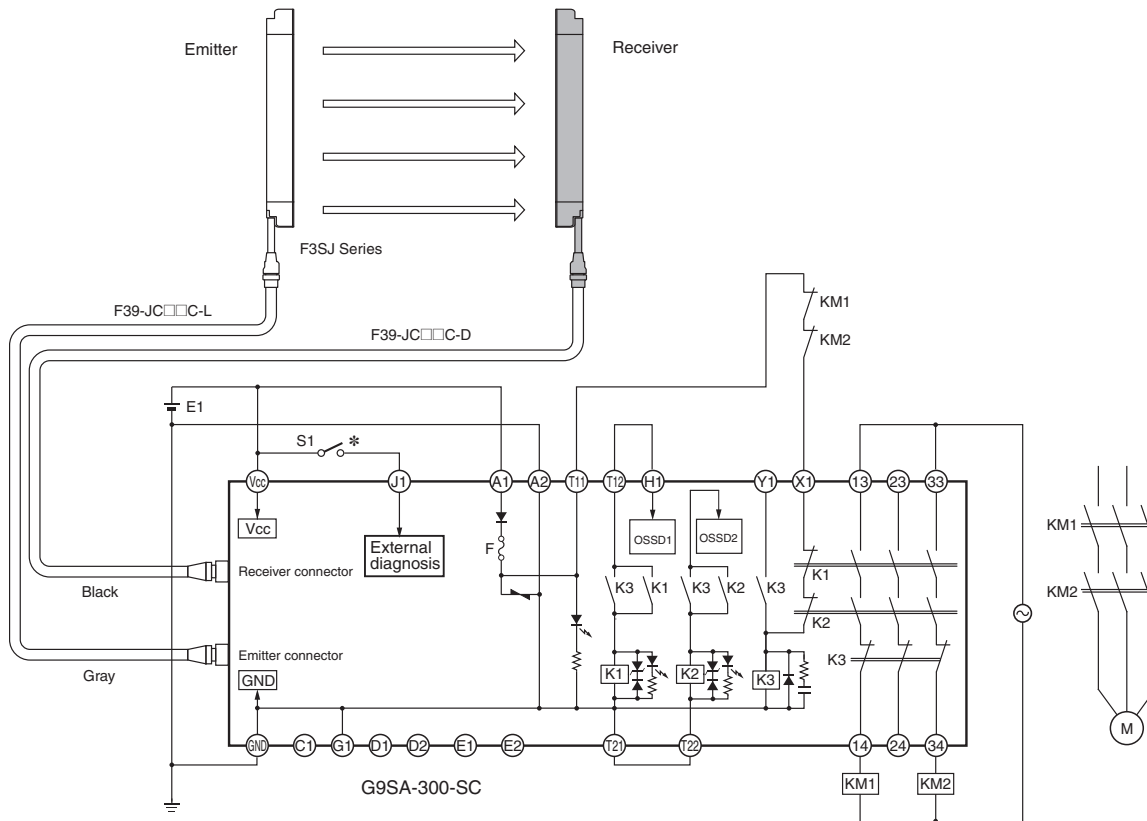 Emitter
Receiver
F3SJ Series
F39-JC□□C-L
F39-JC□□C-D
KM1
KM2
E1
S1 *
Vcc
J1
A1
A2
T11
T12
H1
Y1
X1
13
23
33
Vcc
External
diagnosis
F
OSSD1
OSSD2
KM1
KM2
Receiver connector
Black
K3
K1
K3
K2
K3
K1
K2
K3
Emitter connector
Gray
GND
K1
K2
K3
M
GND
C1
G1
D1
D2
E1
E2
T21
T22
14
24
34
G9SA-300-SC
KM1
KM2